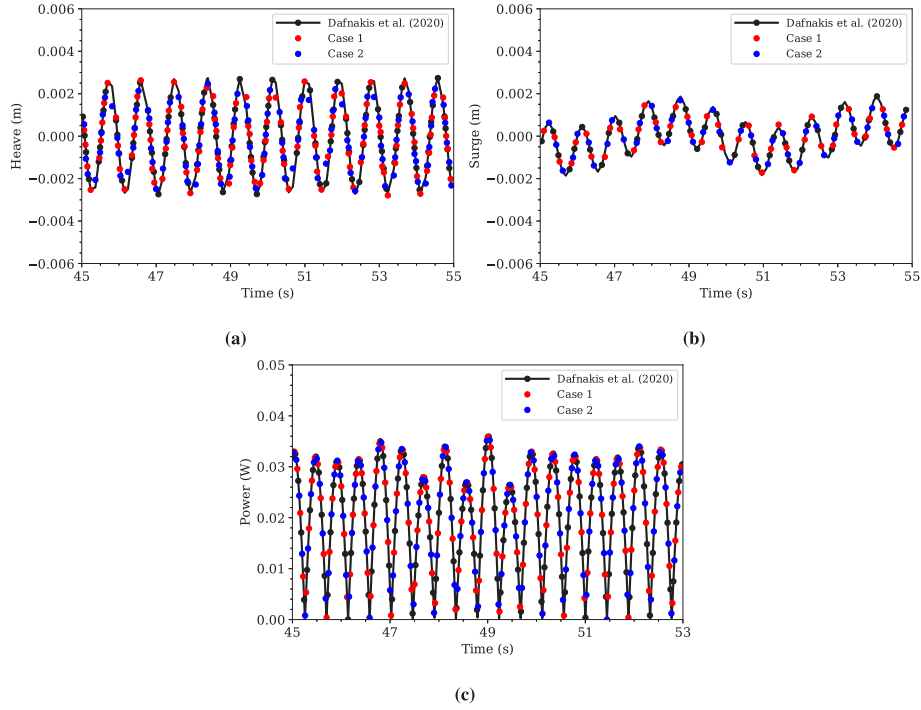 0.006
0.004
0.002
0.000
−0.002
−0.004
−0.006
Heave (m)
45
47
49
51
53
55
Time (s)
Dafnakis et al. (2020)
Case 1
Case 2
(a)
0.006
0.004
0.002
0.000
−0.002
−0.004
−0.006
Surge (m)
45
47
49
51
53
55
Time (s)
Dafnakis et al. (2020)
Case 1
Case 2
(b)
0.05
0.04
0.03
0.02
0.01
0.00
Power (W)
45
47
49
51
53
Time (s)
Dafnakis et al. (2020)
Case 1
Case 2
(c)